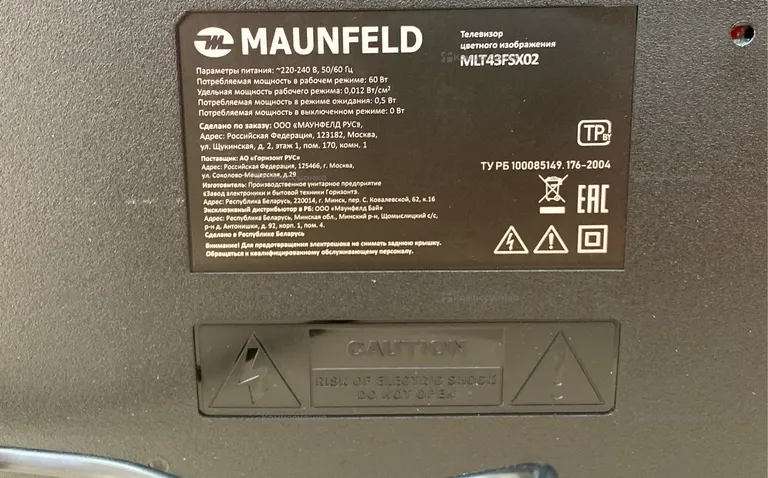 MAUNFELD
Телевизор
цветного изображения
MLT43FSX02
Параметры питания: ~220-240 В, 50/60 Гц
Потребляемая мощность в рабочем режиме: 60 Вт
Удельная мощность рабочего режима: 0,012 Вт/см²
Потребляемая мощность в режиме ожидания: 0,5 Вт
Потребляемая мощность в выключенном режиме: 0 Вт
Сделано по заказу: ООО «МАУНФЕЛД РУС»,
Адрес: Российская Федерация, 123182, Москва,
ул. Щукинская, д. 2, этаж 1, пом. 170, комн. 1
Поставщик: АО «Горизонт РУС»
Адрес: Российская Федерация, 125466, г. Москва,
ул. Соколово-Мещерская, д.29
Изготовитель: Производственное унитарное предприятие
«Завод электроники и бытовой техники Горизонт».
Адрес: Республика Беларусь, 220014, г. Минск, пер. С. Ковалевской, 62, к.16
Эксклюзивный дистрибьютор в РБ: ООО «Маунфелд Бай»
Адрес: Республика Беларусь, Минская обл., Минский р-н, Щомыслицкий с/с,
р-н д. Антонишки, д. 92, корп. 1, пом. 4.
Сделано в Республике Беларусь
Внимание! Для предотвращения электрошока не снимать заднюю крышку.
Обращаться к квалифицированному обслуживающему персоналу.
TP BY
ТУ РБ 100085149.176-2004
EAC
CAUTION
RISK OF ELECTRIC SHOCK
DO NOT OPEN